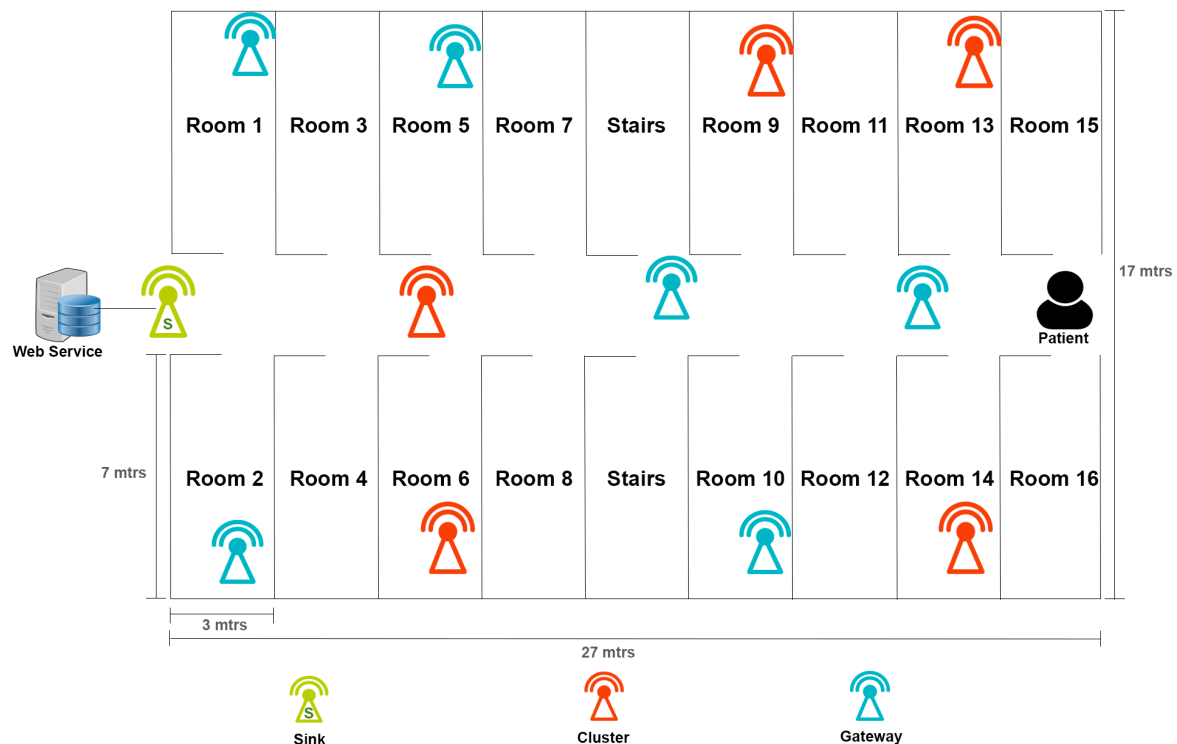 Room 1
Room 3
Room 5
Room 7
Stairs
Room 9
Room 11
Room 13
Room 15
17 mtrs
S
Web Service
Patient
7 mtrs
Room 2
Room 4
Room 6
Room 8
Stairs
Room 10
Room 12
Room 14
Room 16
3 mtrs
27 mtrs
S
Sink
Cluster
Gateway